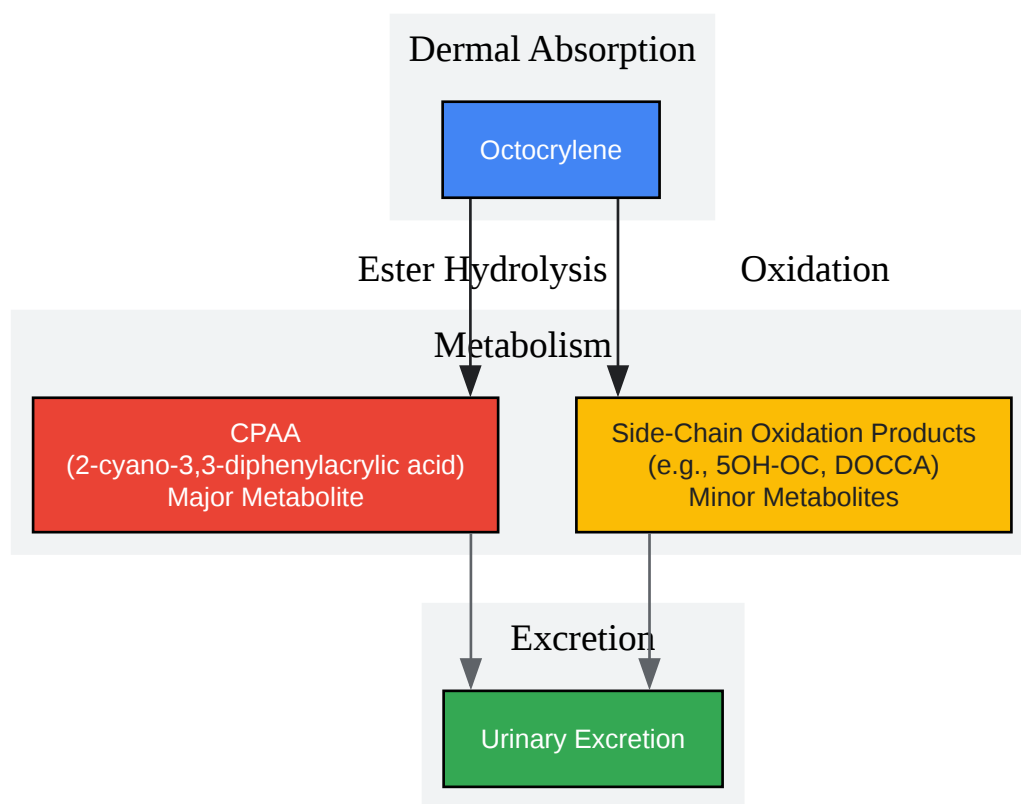 Dermal Absorption
Octocrylene
Ester Hydrolysis
Oxidation
Metabolism
CPAA
(2-cyano-3,3-diphenylacrylic acid)
Major Metabolite
Side-Chain Oxidation Products
(e.g., 5OH-OC, DOCCA)
Minor Metabolites
Excretion
Urinary Excretion